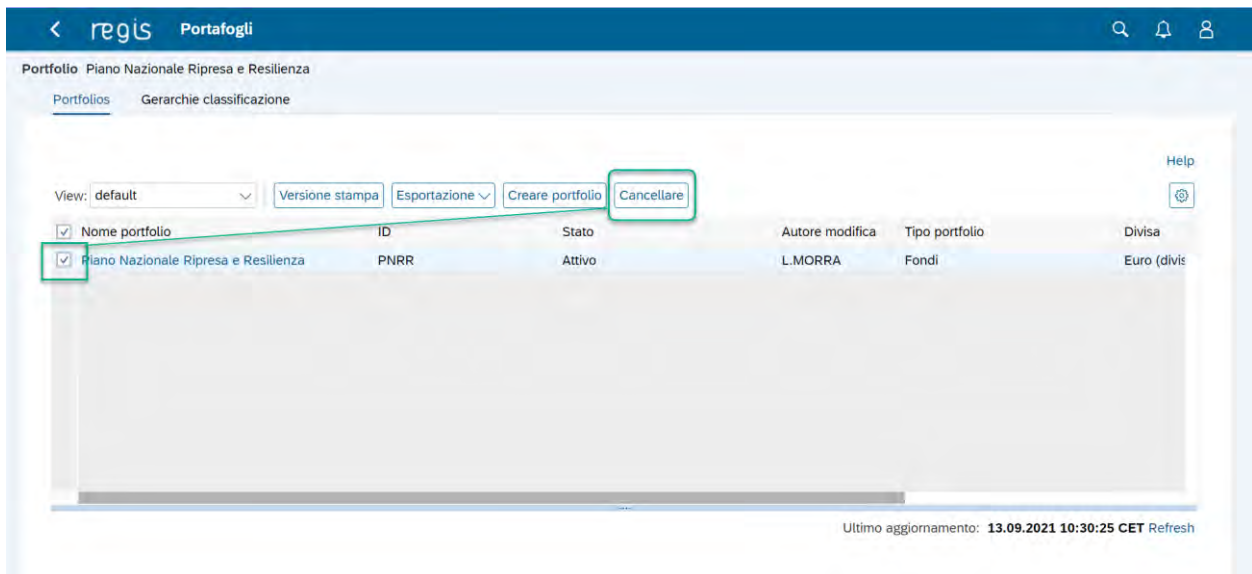 regis Portafogli
Portfolio Piano Nazionale Ripresa e Resilienza
Portfolios Gerarchie classificazione
Help
View: default Versione stampa Esportazione Creare portfolio Cancellare
Nome portfolio ID Stato Autore modifica Tipo portfolio Divisa
Piano Nazionale Ripresa e Resilienza PNRR Attivo L.MORRA Fondi Euro (divis
Ultimo aggiornamento: 13.09.2021 10:30:25 CET Refresh